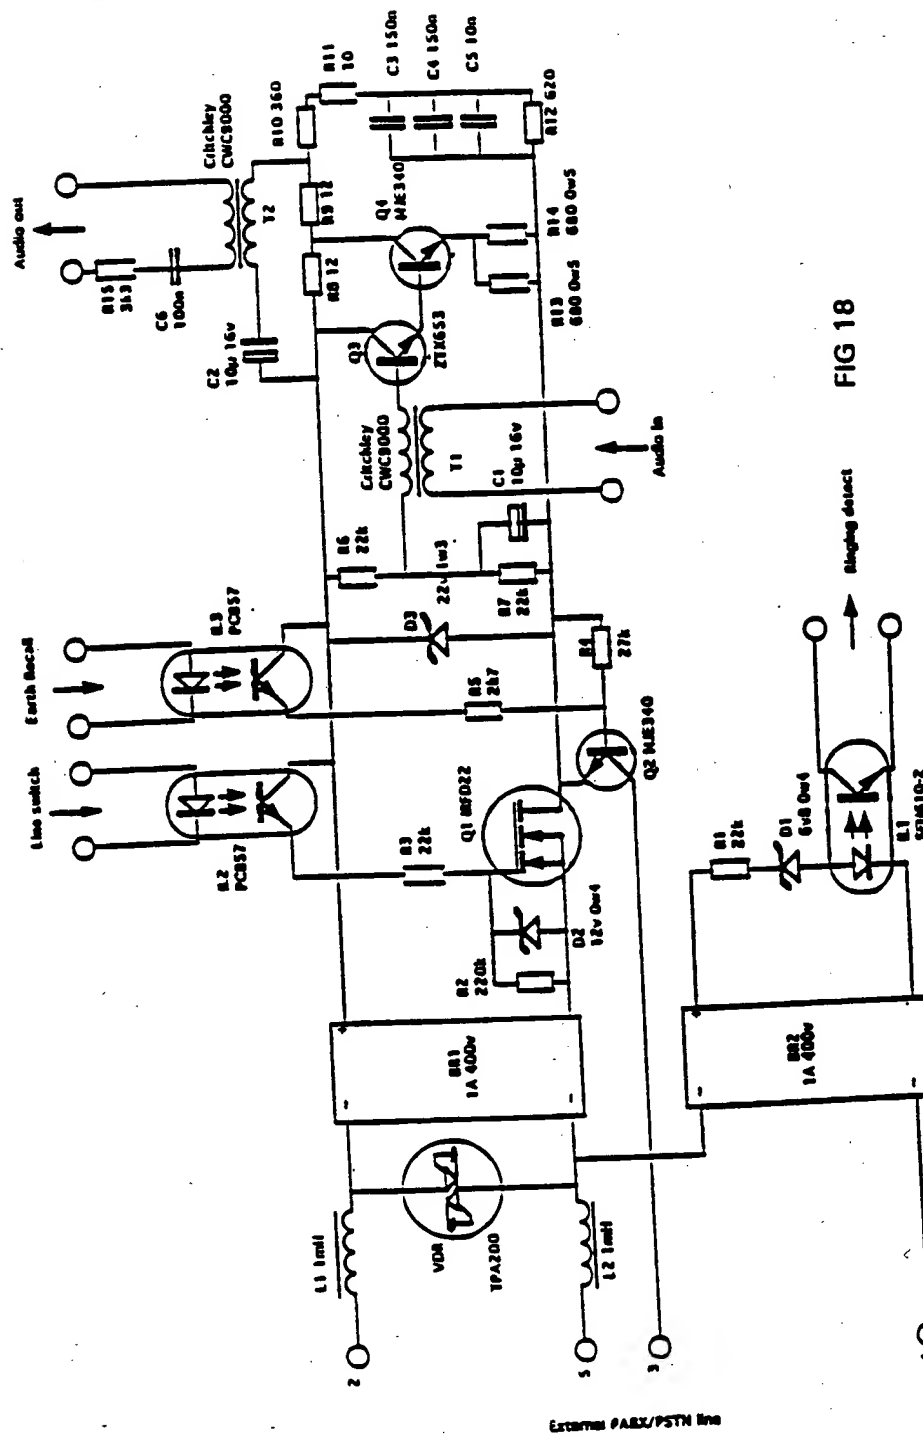 Audio out
Critchley
CWC9000
R15
3k3
C6
100n
T2
C2
10µ 16v
R10 360
R11
10
C3 150n
C4 150n
C5 10n
R9 12
R8 12
Q4
MJE340
Q3
ZTX653
R12 620
R14
680 0w5
R13
680 0w5
Earth Recall
IL3
PC857
Line switch
IL2
PC857
R6
22k
Critchley
CWC9000
T1
C1
10µ 16v
Audio in
D3
22v 1w3
R7
22k
R5
2k7
R4
27k
Q2 MJE340
Q1 RFD22
R3
22k
D2
12v 0w4
R2
220k
BR1
1A 400v
+
-
-
VDR
TPA200
L1 1mH
L2 1mH
2
5
3
External PABX/PSTN line
BR2
1A 400v
+
-
-
R1
22k
D1
6v8 0w4
IL1
Ringing detect
FIG 18